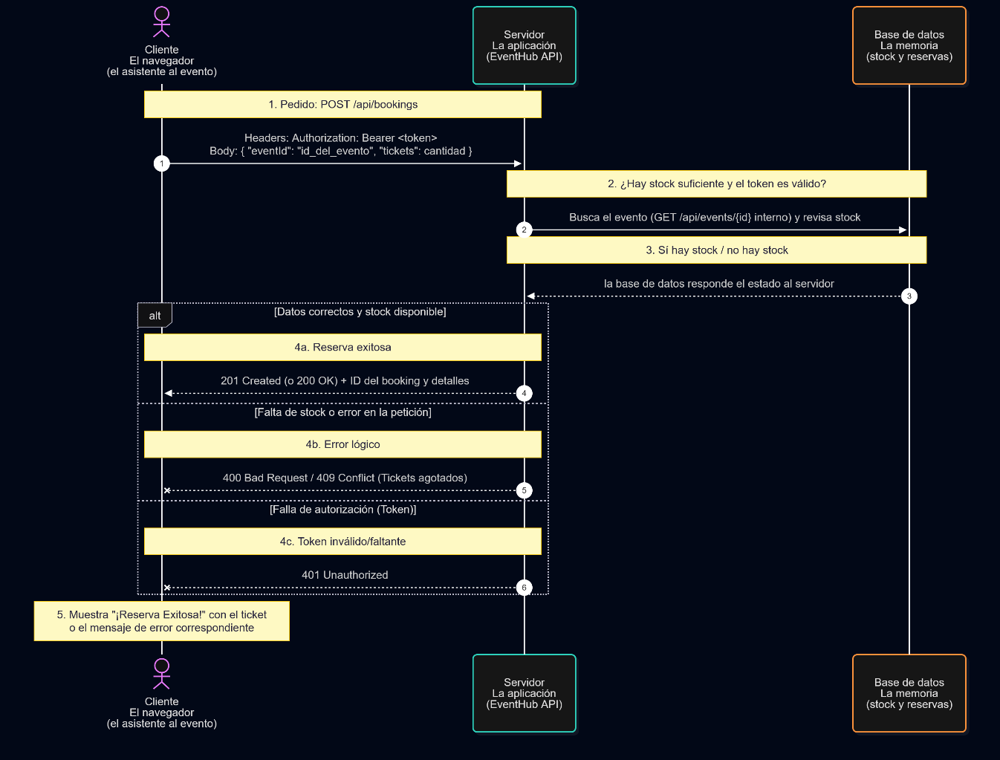 Cliente
El navegador
(el asistente al evento)
Servidor
La aplicación
(EventHub API)
Base de datos
La memoria
(stock y reservas)
1. Pedido: POST /api/bookings
Headers: Authorization: Bearer <token>
Body: { "eventId": "id_del_evento", "tickets": cantidad }
1
2. ¿Hay stock suficiente y el token es válido?
Busca el evento (GET /api/events/{id} interno) y revisa stock
2
3. Sí hay stock / no hay stock
la base de datos responde el estado al servidor
3
alt
[Datos correctos y stock disponible]
4a. Reserva exitosa
201 Created (o 200 OK) + ID del booking y detalles
4
[Falta de stock o error en la petición]
4b. Error lógico
400 Bad Request / 409 Conflict (Tickets agotados)
5
[Falla de autorización (Token)]
4c. Token inválido/faltante
401 Unauthorized
6
5. Muestra "¡Reserva Exitosa!" con el ticket
o el mensaje de error correspondiente
Cliente
El navegador
(el asistente al evento)
Servidor
La aplicación
(EventHub API)
Base de datos
La memoria
(stock y reservas)